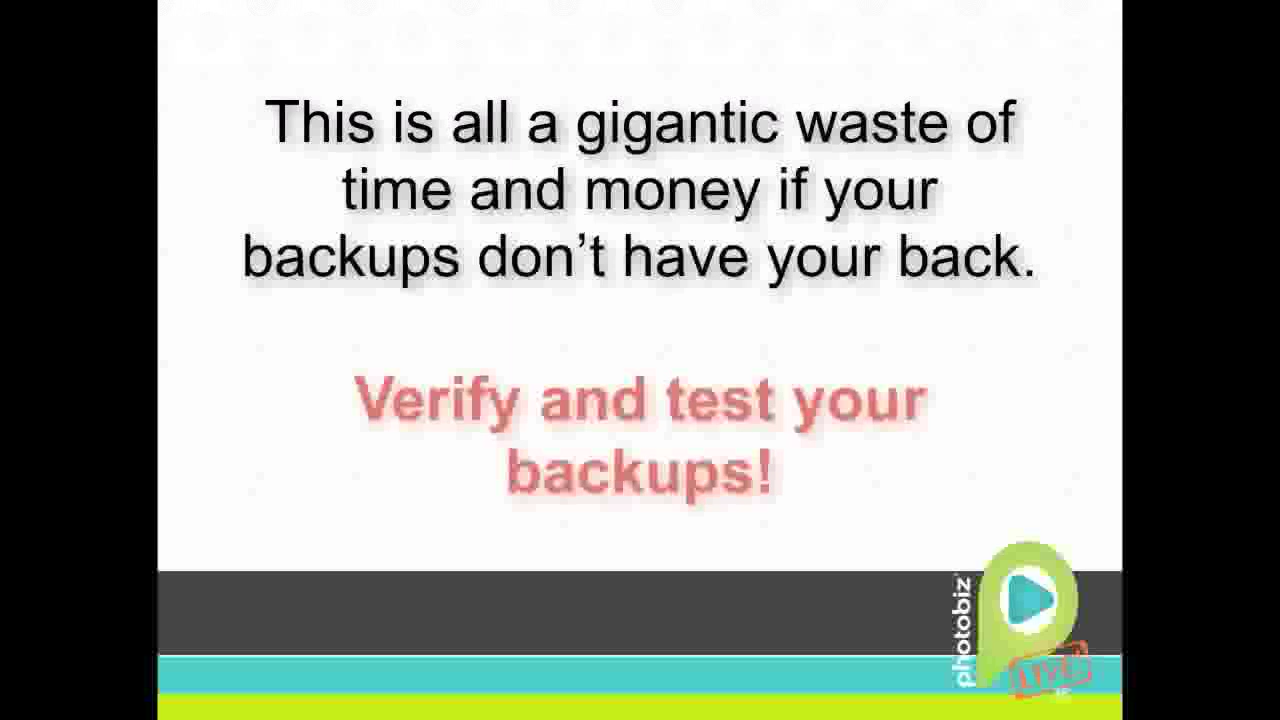 This is all a gigantic waste of
time and money if your
backups don't have your back.
Verify and test your
backups!
photobiz
LIVE